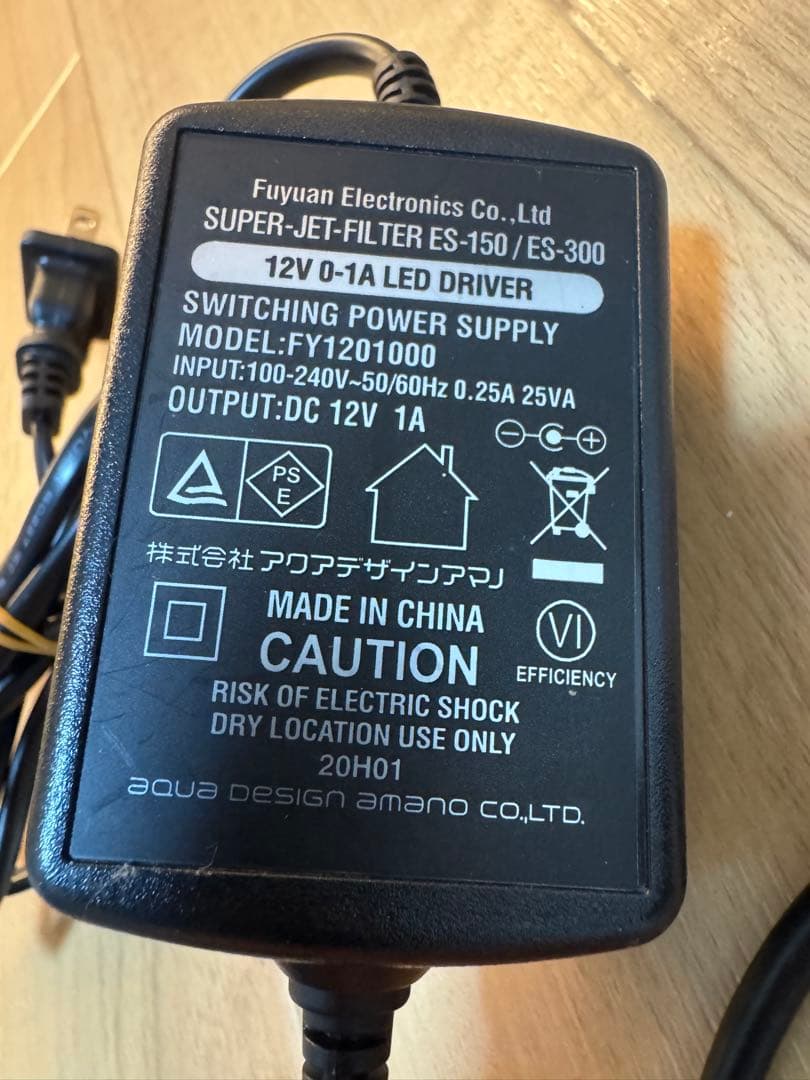 Fuyuan Electronics Co.,Ltd
SUPER-JET-FILTER ES-150 / ES-300
12V 0-1A LED DRIVER
SWITCHING POWER SUPPLY
MODEL:FY1201000
INPUT:100-240V~50/60Hz 0.25A 25VA
OUTPUT:DC 12V 1A
PS
E
株式会社アクアデザインアマノ
MADE IN CHINA
CAUTION
VI
EFFICIENCY
RISK OF ELECTRIC SHOCK
DRY LOCATION USE ONLY
20H01
aqua Design amano CO.,LTD.